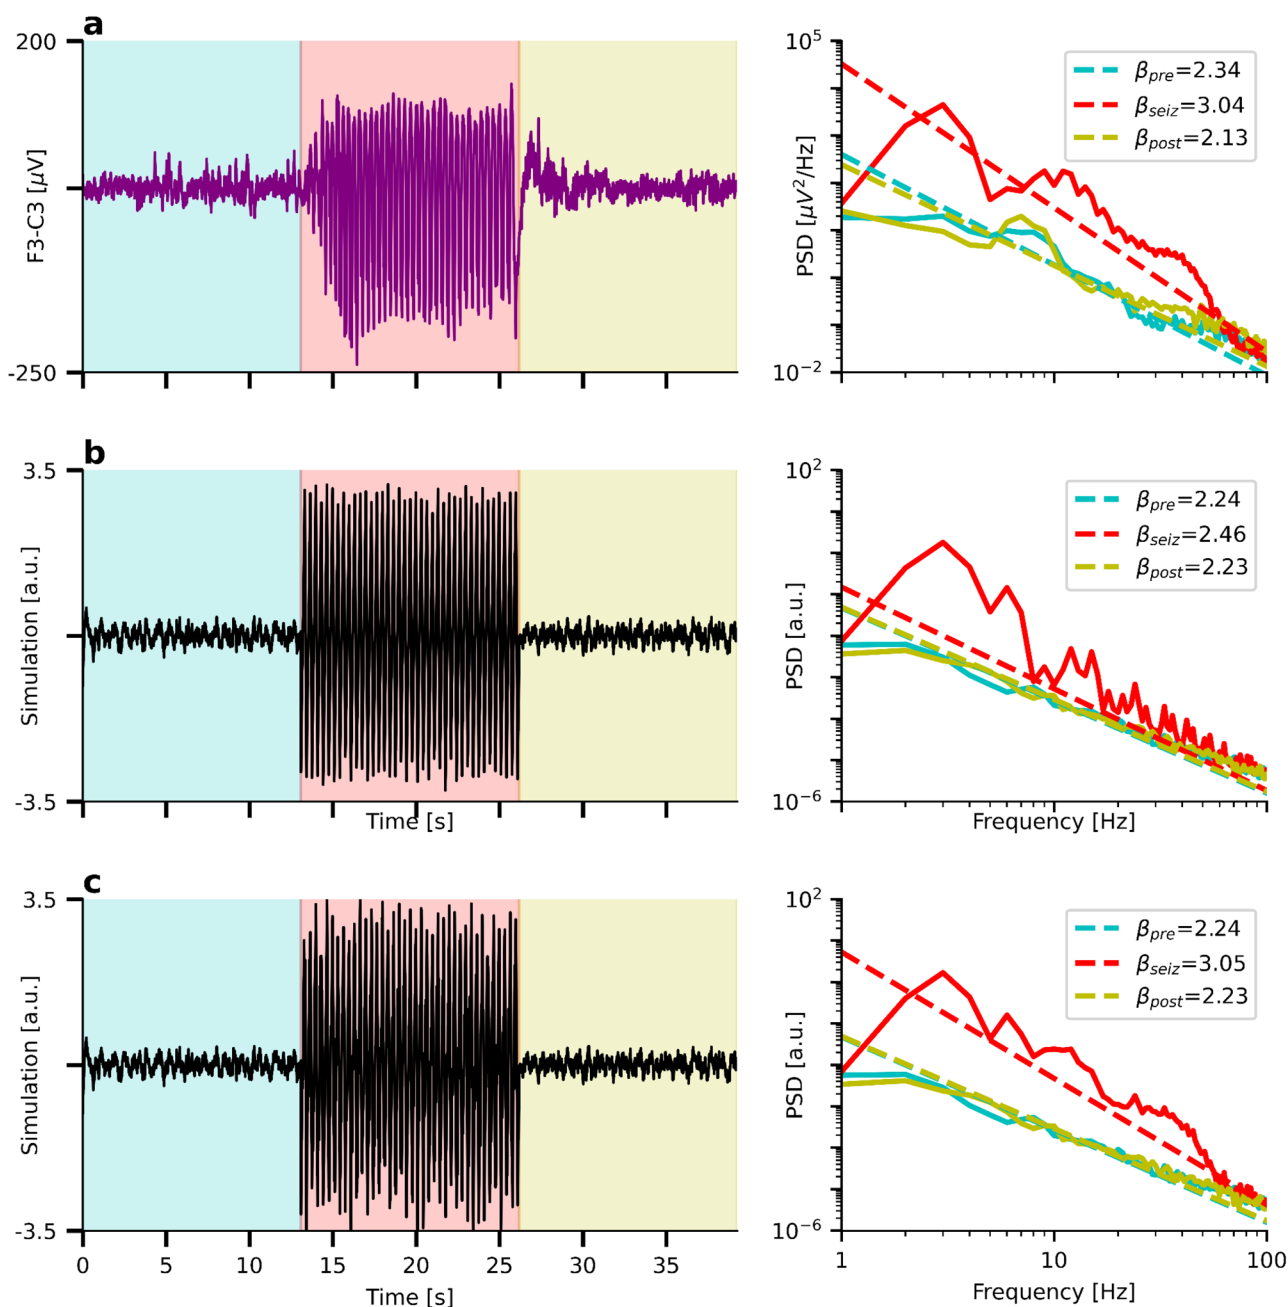 a
200
F3-C3 [μV]
-250
10^5
PSD [μV^2/Hz]
10^-2
β_pre=2.34
β_seiz=3.04
β_post=2.13
b
3.5
Simulation [a.u.]
-3.5
Time [s]
10^2
PSD [a.u.]
10^-6
β_pre=2.24
β_seiz=2.46
β_post=2.23
Frequency [Hz]
c
3.5
Simulation [a.u.]
-3.5
0 5 10 15 20 25 30 35
Time [s]
10^2
PSD [a.u.]
10^-6
β_pre=2.24
β_seiz=3.05
β_post=2.23
1 10 100
Frequency [Hz]